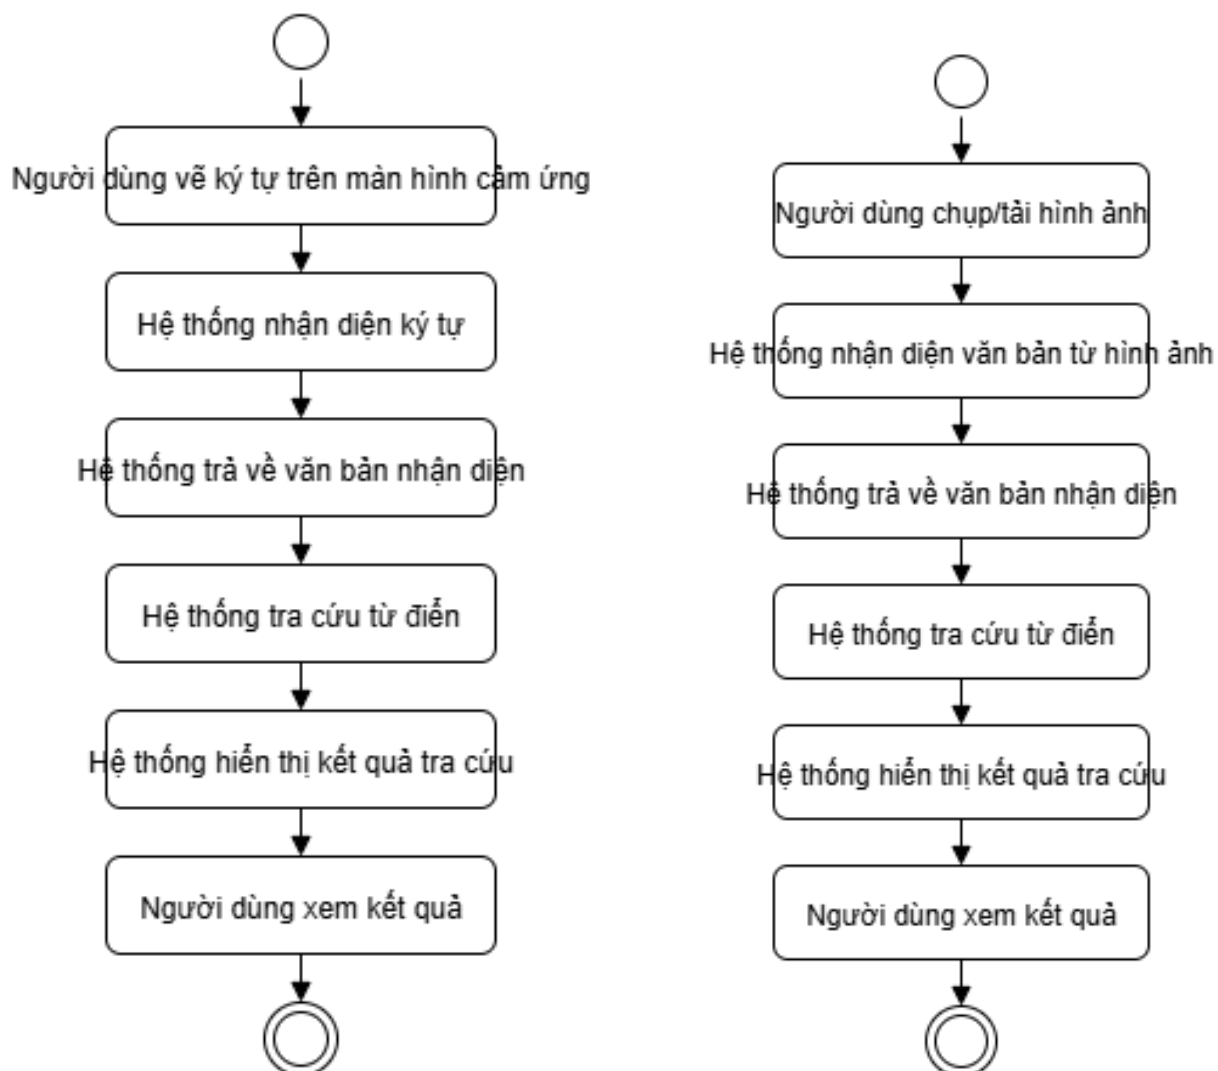 Người dùng vẽ ký tự trên màn hình cảm ứng
Hệ thống nhận diện ký tự
Hệ thống trả về văn bản nhận diện
Hệ thống tra cứu từ điển
Hệ thống hiển thị kết quả tra cứu
Người dùng xem kết quả
Người dùng chụp/tải hình ảnh
Hệ thống nhận diện văn bản từ hình ảnh
Hệ thống trả về văn bản nhận diện
Hệ thống tra cứu từ điển
Hệ thống hiển thị kết quả tra cứu
Người dùng xem kết quả